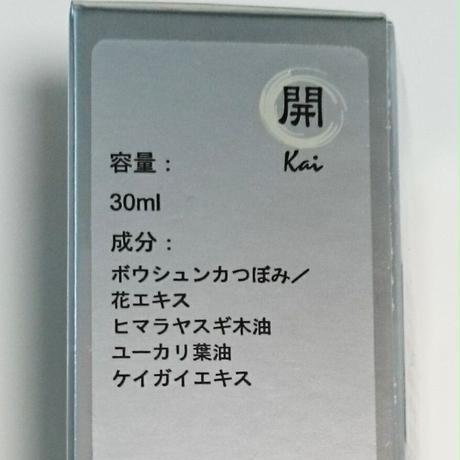 開
Kai
容量：
30ml
成分：
ボウシュンカつぼみ／
花エキス
ヒマラヤスギ木油
ユーカリ葉油
ケイガイエキス